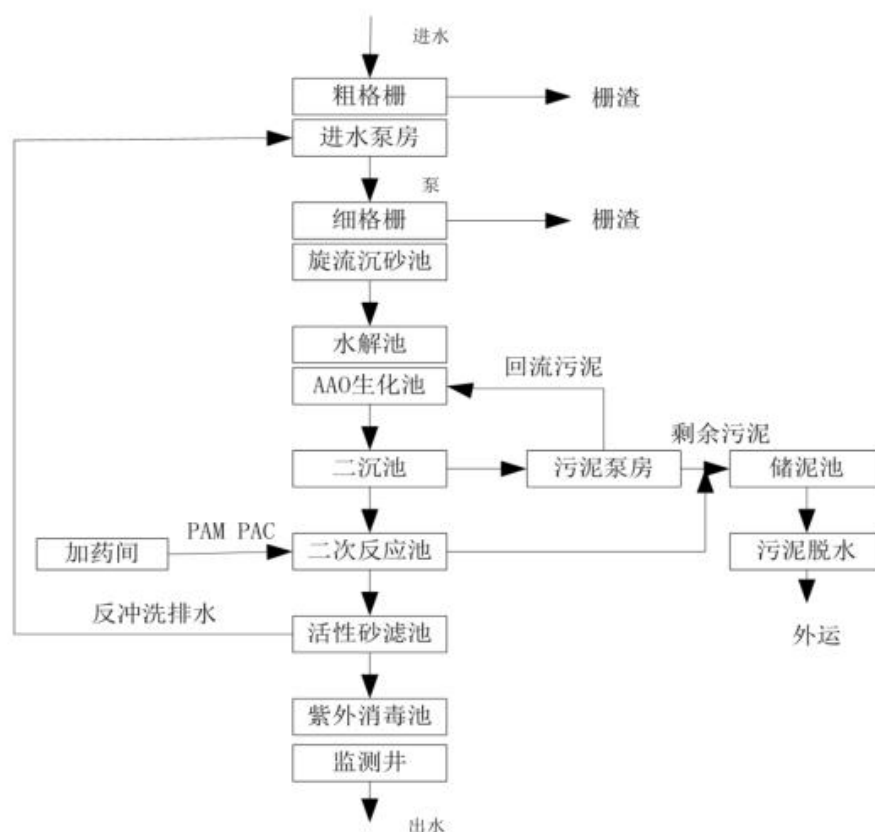 进水
粗格栅
栅渣
进水泵房
泵
细格栅
栅渣
旋流沉砂池
水解池
回流污泥
AAO生化池
剩余污泥
二沉池
污泥泵房
储泥池
PAM PAC
加药间
二次反应池
污泥脱水
反冲洗排水
活性砂滤池
外运
紫外消毒池
监测井
出水